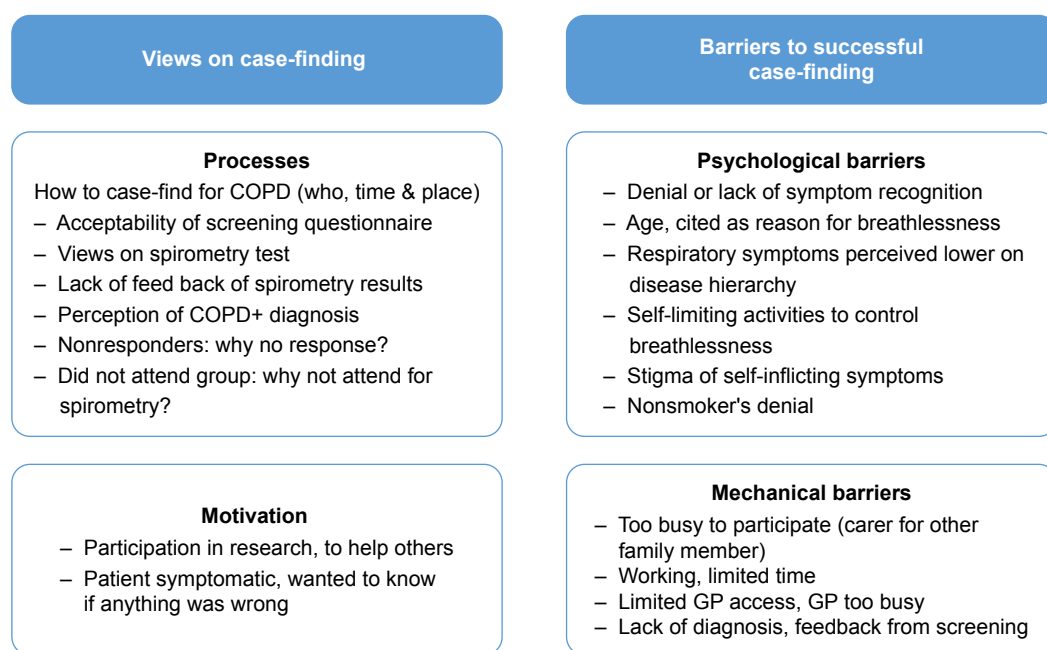 Views on case-finding
Processes
How to case-find for COPD (who, time & place)
– Acceptability of screening questionnaire
– Views on spirometry test
– Lack of feed back of spirometry results
– Perception of COPD+ diagnosis
– Nonresponders: why no response?
– Did not attend group: why not attend for
spirometry?
Motivation
– Participation in research, to help others
– Patient symptomatic, wanted to know
if anything was wrong
Barriers to successful
case-finding
Psychological barriers
– Denial or lack of symptom recognition
– Age, cited as reason for breathlessness
– Respiratory symptoms perceived lower on
disease hierarchy
– Self-limiting activities to control
breathlessness
– Stigma of self-inflicting symptoms
– Nonsmoker's denial
Mechanical barriers
– Too busy to participate (carer for other
family member)
– Working, limited time
– Limited GP access, GP too busy
– Lack of diagnosis, feedback from screening